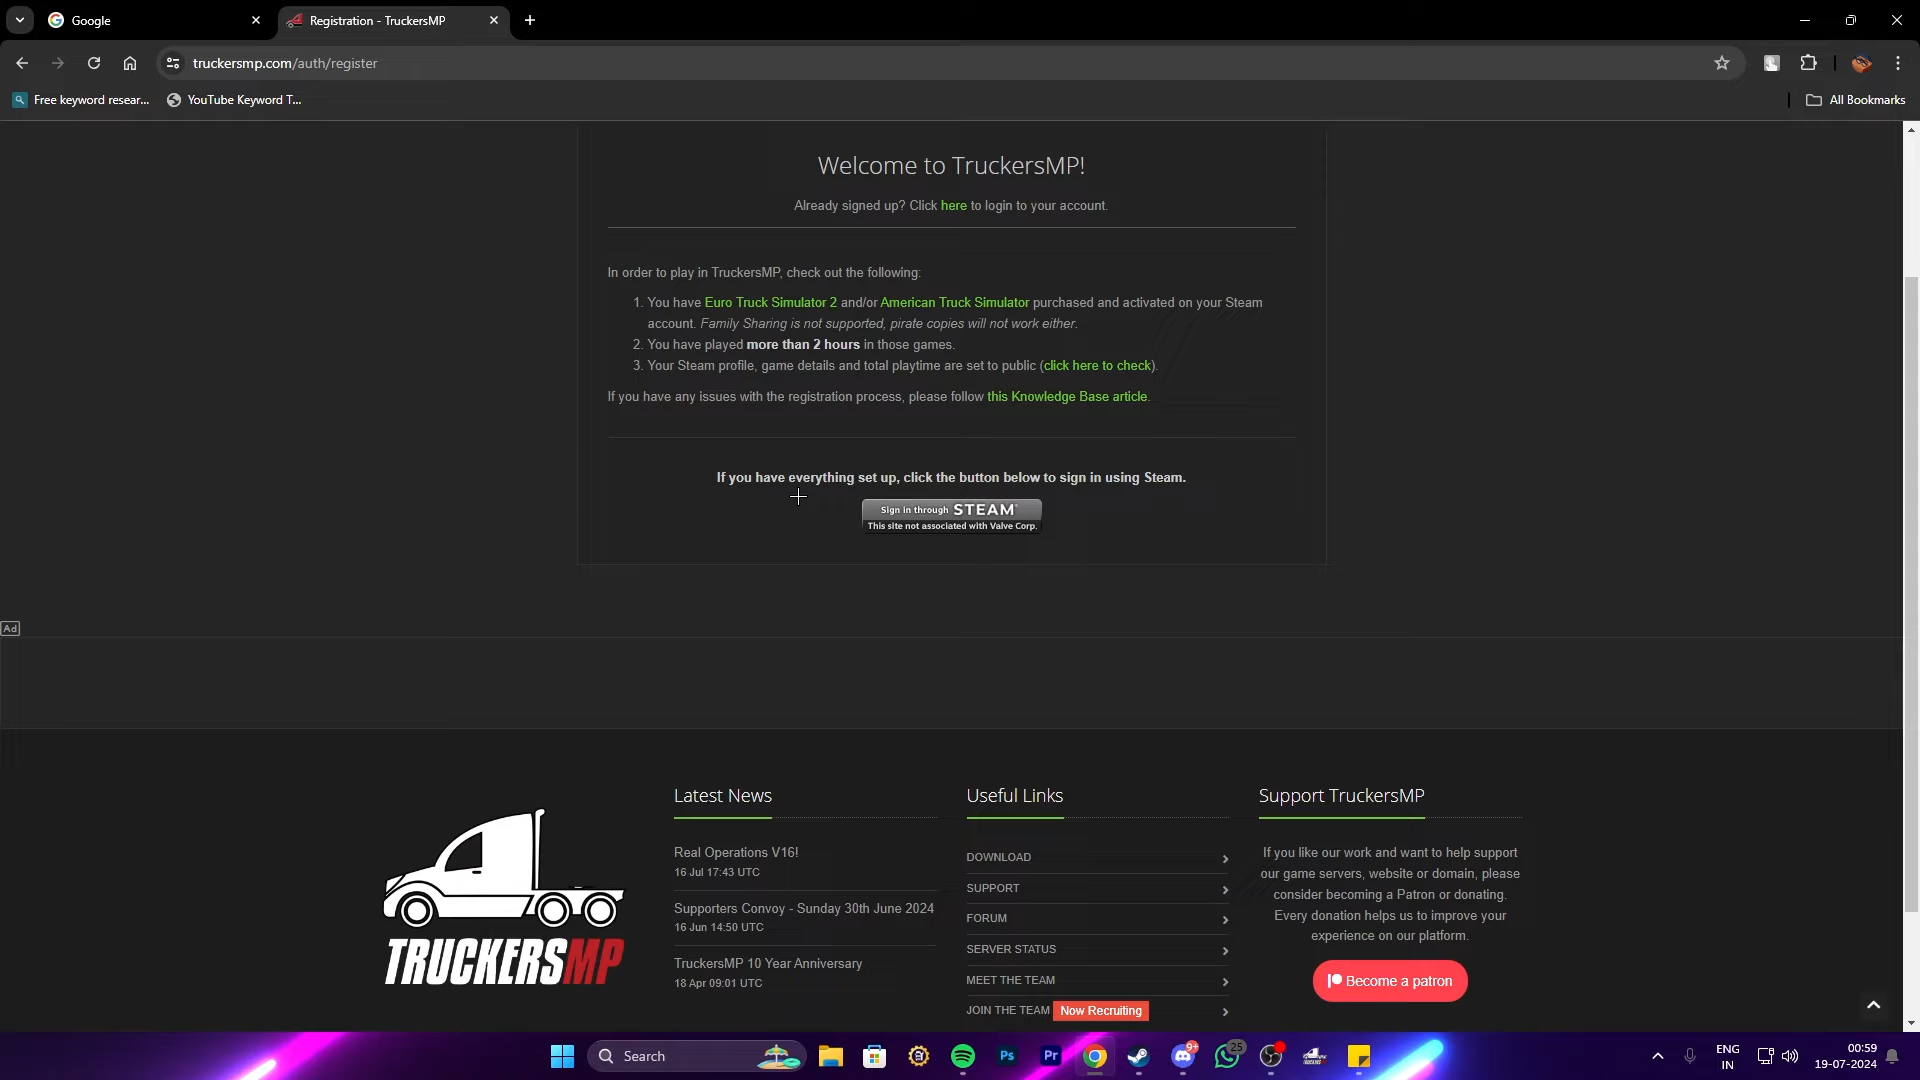 Google
Registration - TruckersMP
truckersmp.com/auth/register
Free keyword resear...
YouTube Keyword T...
All Bookmarks
Welcome to TruckersMP!
Already signed up? Click here to login to your account.
In order to play in TruckersMP, check out the following:
1. You have Euro Truck Simulator 2 and/or American Truck Simulator purchased and activated on your Steam
account. Family Sharing is not supported, pirate copies will not work either.
2. You have played more than 2 hours in those games.
3. Your Steam profile, game details and total playtime are set to public (click here to check).
If you have any issues with the registration process, please follow this Knowledge Base article.
If you have everything set up, click the button below to sign in using Steam.
Sign in through STEAM®
This site not associated with Valve Corp.
Ad
Latest News
Real Operations V16!
16 Jul 17:43 UTC
Supporters Convoy - Sunday 30th June 2024
16 Jun 14:50 UTC
TruckersMP 10 Year Anniversary
18 Apr 09:01 UTC
Useful Links
DOWNLOAD
SUPPORT
FORUM
SERVER STATUS
MEET THE TEAM
JOIN THE TEAM Now Recruiting
Support TruckersMP
If you like our work and want to help support
our game servers, website or domain, please
consider becoming a Patron or donating.
Every donation helps us to improve your
experience on our platform.
Become a patron
TRUCKERSMP
Search
Ps
Pr
9+
25
ENG
IN
00:59
19-07-2024